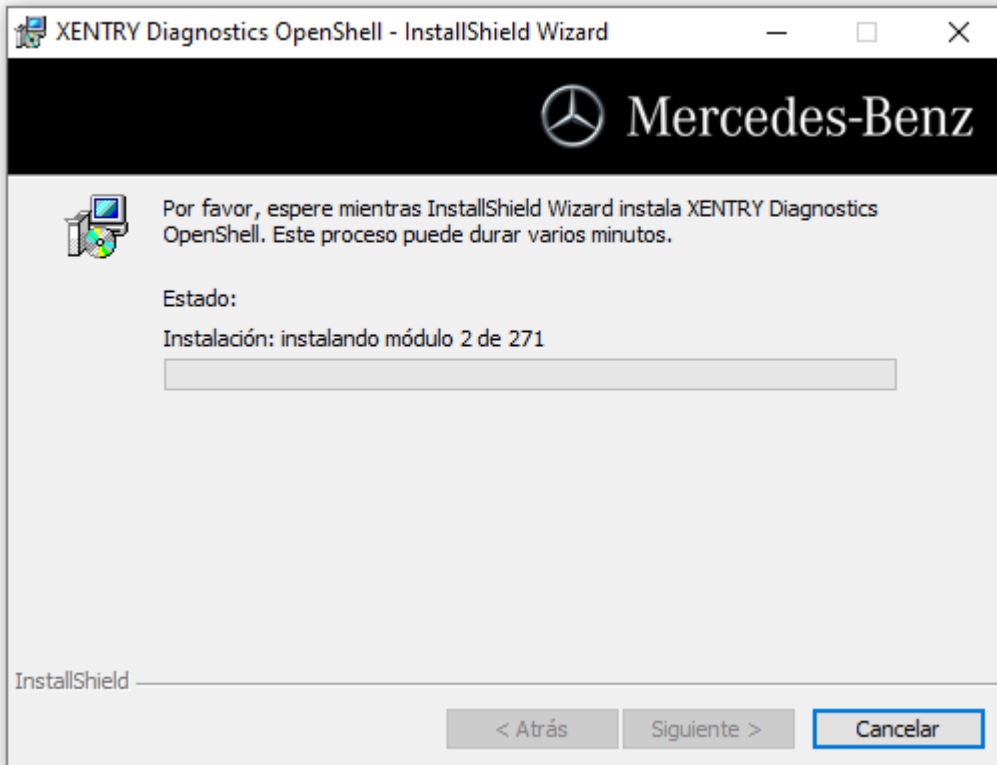 XENTRY Diagnostics OpenShell - InstallShield Wizard
Mercedes-Benz
Por favor, espere mientras InstallShield Wizard instala XENTRY Diagnostics
OpenShell. Este proceso puede durar varios minutos.
Estado:
Instalación: instalando módulo 2 de 271
InstallShield
< Atrás
Siguiente >
Cancelar